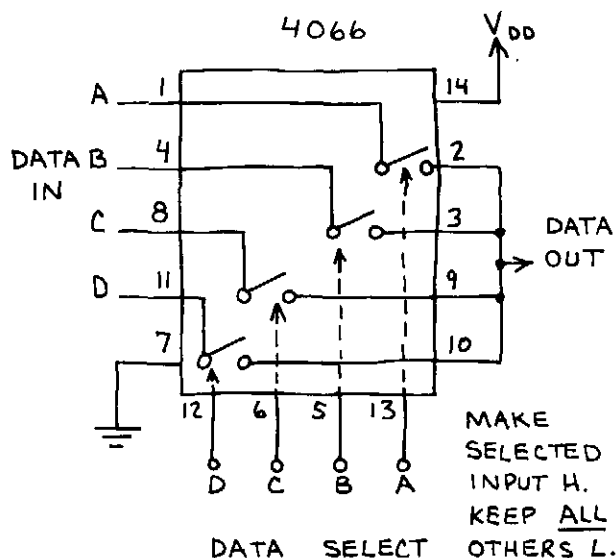 4066
V DD
A 1 14
DATA B 4 2
IN
C 8 3 DATA
OUT
D 11 9
7 10
12 6 5 13
D C B A
DATA SELECT
MAKE
SELECTED
INPUT H.
KEEP ALL
OTHERS L.